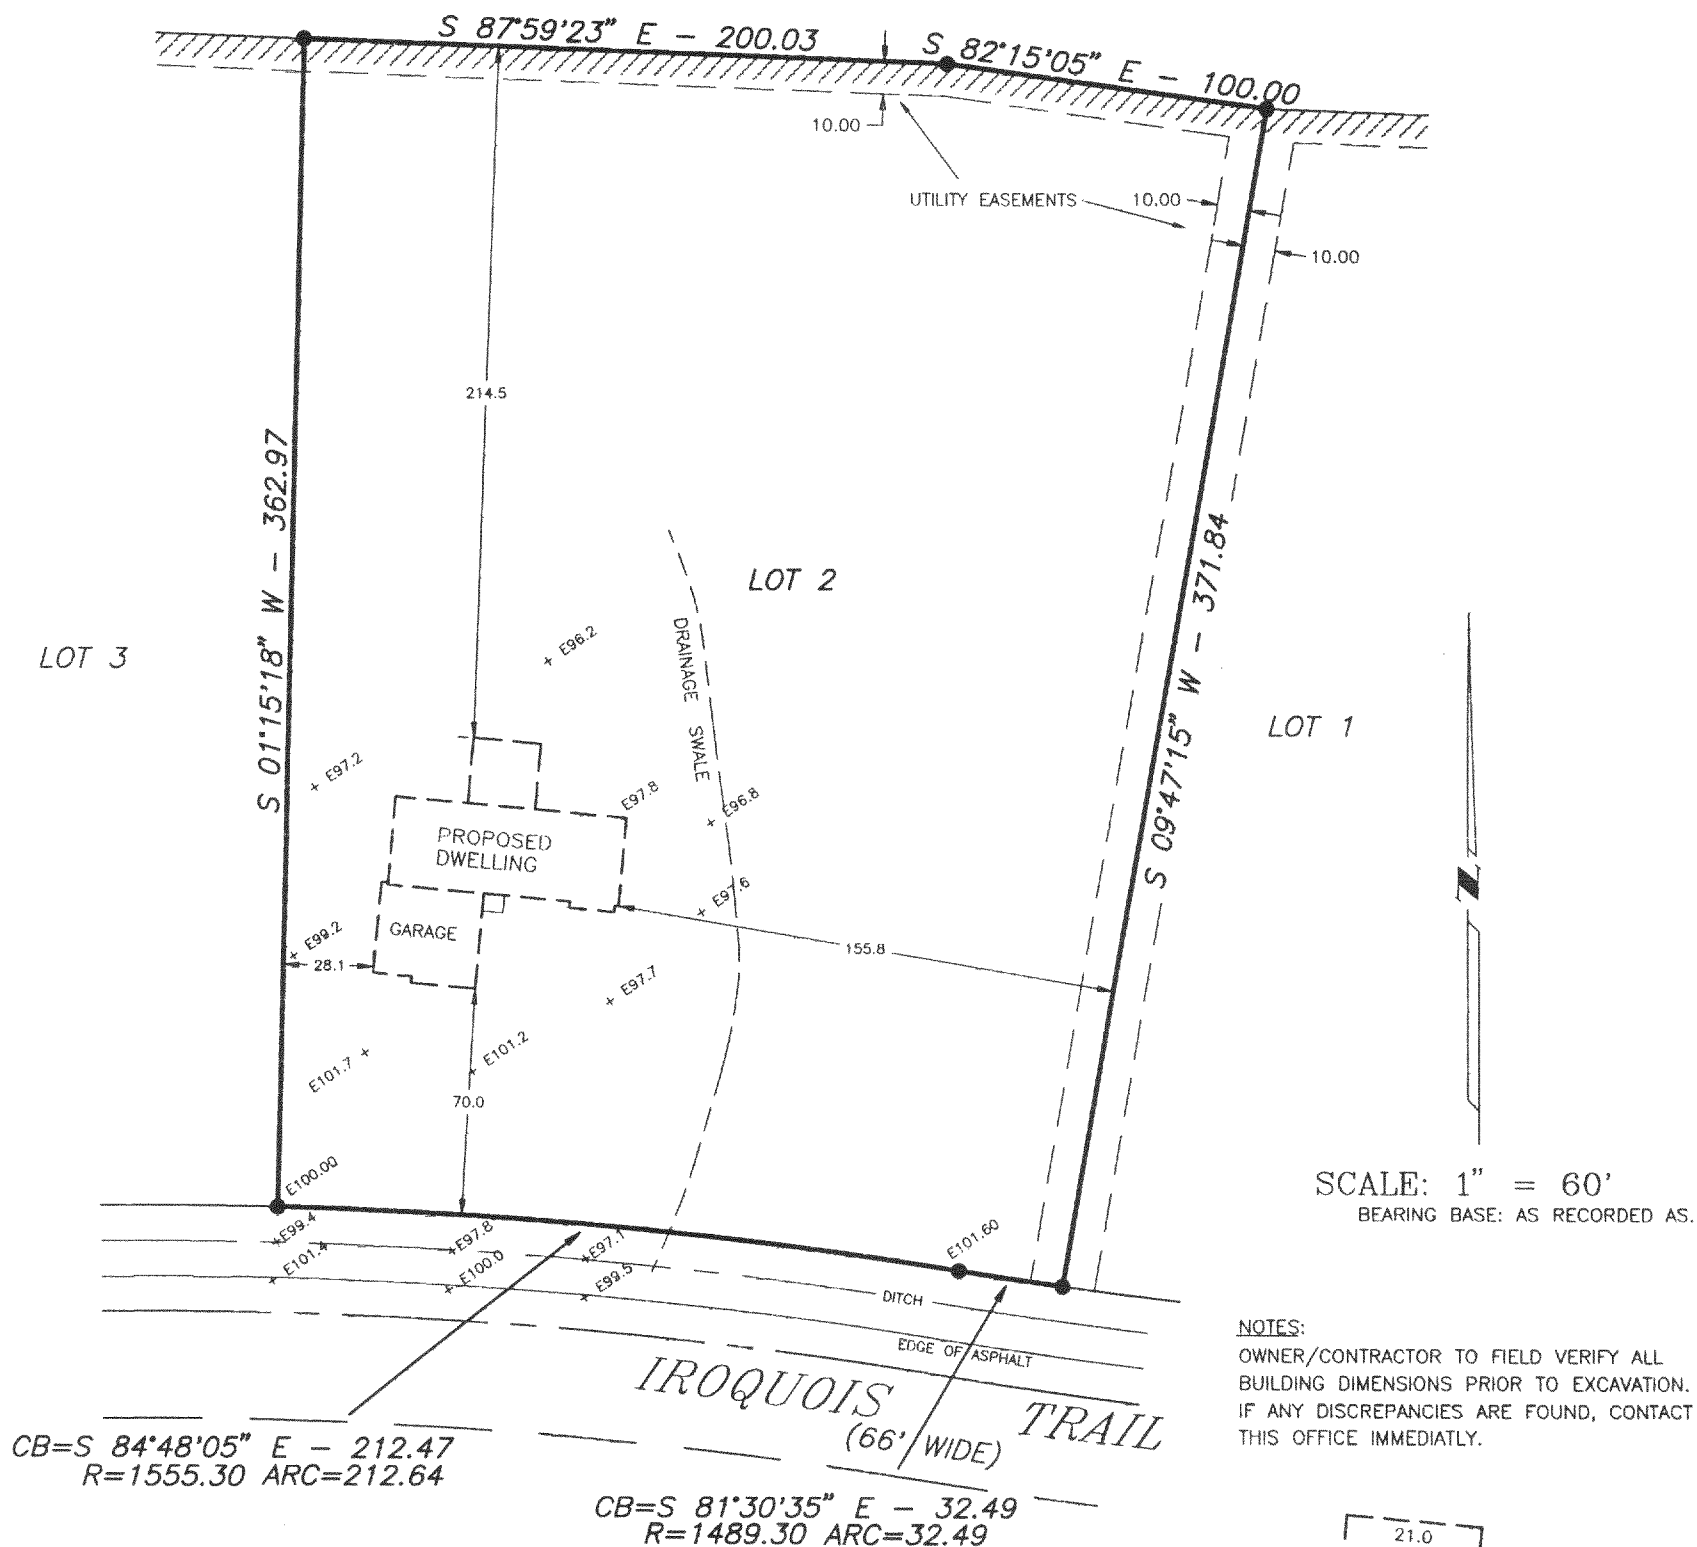 S 87°59'23" E - 200.03
S 82°15'05" E - 100.00
10.00
UTILITY EASEMENTS
10.00
10.00
214.5
S 01°15'18" W - 362.97
S 09°47'15" W - 371.84
LOT 2
LOT 3
LOT 1
DRAINAGE SWALE
E96.2
E97.2
E97.8
E96.8
PROPOSED
DWELLING
E97.6
GARAGE
E99.2
28.1
155.8
E97.7
E101.2
E101.7
70.0
E100.00
E99.4
E101.4
E97.8
E100.0
E97.1
E99.5
E101.60
DITCH
EDGE OF ASPHALT
IROQUOIS TRAIL
(66' WIDE)
N
SCALE: 1" = 60'
BEARING BASE: AS RECORDED AS.
NOTES:
OWNER/CONTRACTOR TO FIELD VERIFY ALL
BUILDING DIMENSIONS PRIOR TO EXCAVATION.
IF ANY DISCREPANCIES ARE FOUND, CONTACT
THIS OFFICE IMMEDIATLY.
CB=S 84°48'05" E - 212.47
R=1555.30 ARC=212.64
CB=S 81°30'35" E - 32.49
R=1489.30 ARC=32.49
21.0